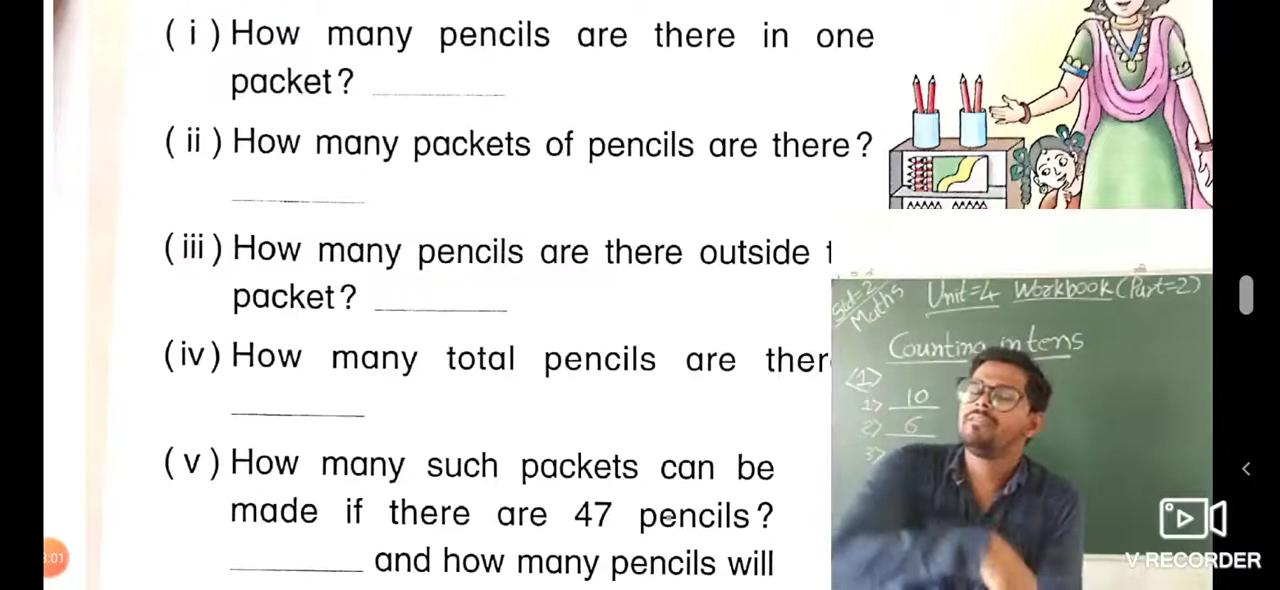 ( i ) How many pencils are there in one
packet? ________
( ii ) How many packets of pencils are there?
________
( iii ) How many pencils are there outside t
packet? ________
(iv) How many total pencils are ther
________
( v ) How many such packets can be
made if there are 47 pencils?
________ and how many pencils will
Maths
Unit=4 Workbook (Part=2)
Counting in tens
<1>
1> 10
2> 6
3>
:01
V RECORDER